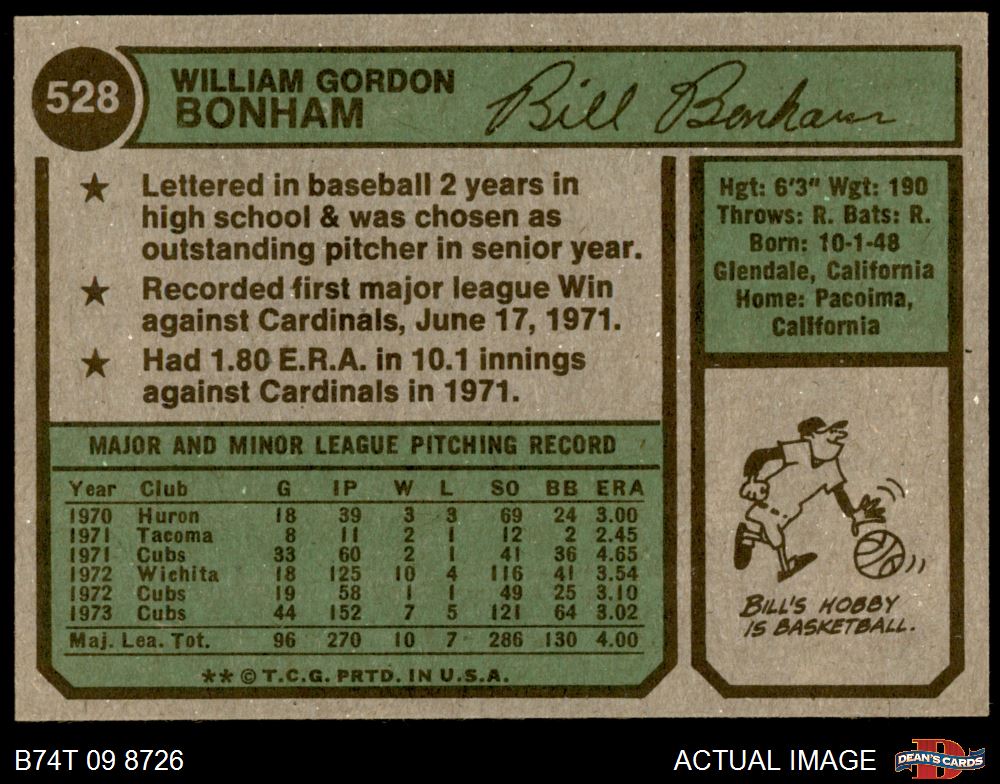 528
WILLIAM GORDON
BONHAM
Bill Bonham
★ Lettered in baseball 2 years in
high school & was chosen as
outstanding pitcher in senior year.
★ Recorded first major league Win
against Cardinals, June 17, 1971.
★ Had 1.80 E.R.A. in 10.1 innings
against Cardinals in 1971.
Hgt: 6'3" Wgt: 190
Throws: R. Bats: R.
Born: 10-1-48
Glendale, California
Home: Pacoima,
California
MAJOR AND MINOR LEAGUE PITCHING RECORD
Year Club G IP W L SO BB ERA
1970 Huron 18 39 3 3 69 24 3.00
1971 Tacoma 8 11 2 1 12 2 2.45
1971 Cubs 33 60 2 1 41 36 4.65
1972 Wichita 18 125 10 4 116 41 3.54
1972 Cubs 19 58 1 1 49 25 3.10
1973 Cubs 44 152 7 5 121 64 3.02
Maj. Lea. Tot. 96 270 10 7 286 130 4.00
** © T.C.G. PRTD. IN U.S.A.
BILL'S HOBBY
IS BASKETBALL.
B74T 09 8726
ACTUAL IMAGE
DEAN'S CARDS